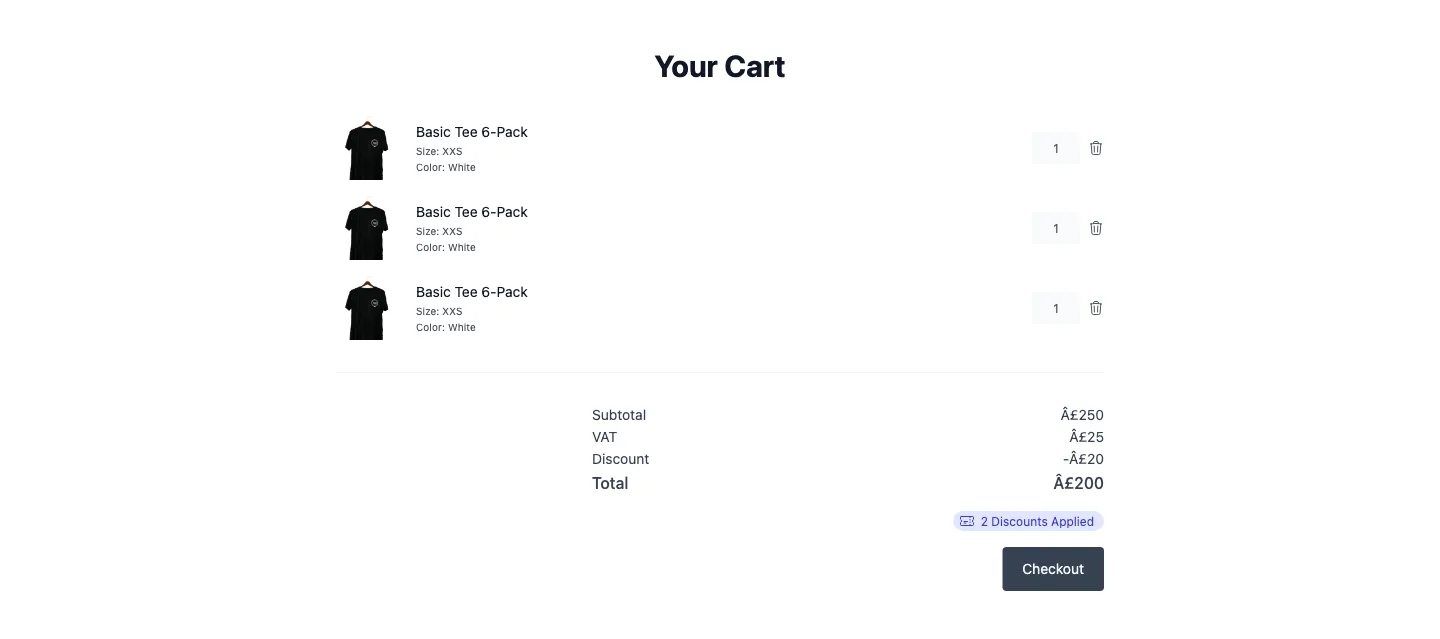 Your Cart
Basic Tee 6-Pack
Size: XXS
Color: White
1
Basic Tee 6-Pack
Size: XXS
Color: White
1
Basic Tee 6-Pack
Size: XXS
Color: White
1
Subtotal Â£250
VAT Â£25
Discount -Â£20
Total Â£200
2 Discounts Applied
Checkout